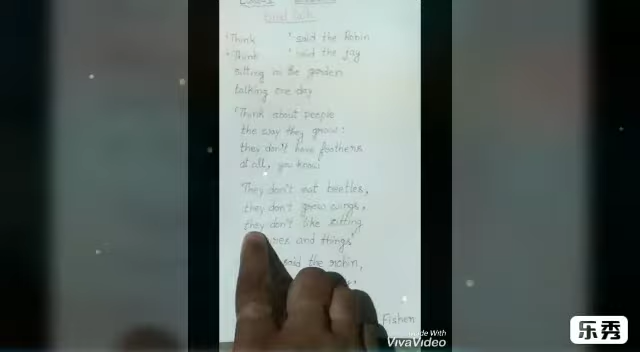 Bird talk
'Think ' said the Robin
'Think ' said the jay
sitting in the garden
talking one day
'Think about people
the way they grow:
they don't have feathers
at all, you know.
'They don't eat beetles,
they don't grow wings,
they don't like sitting
and things'
said the robin,
Fisher
Made With
VivaVideo
乐秀